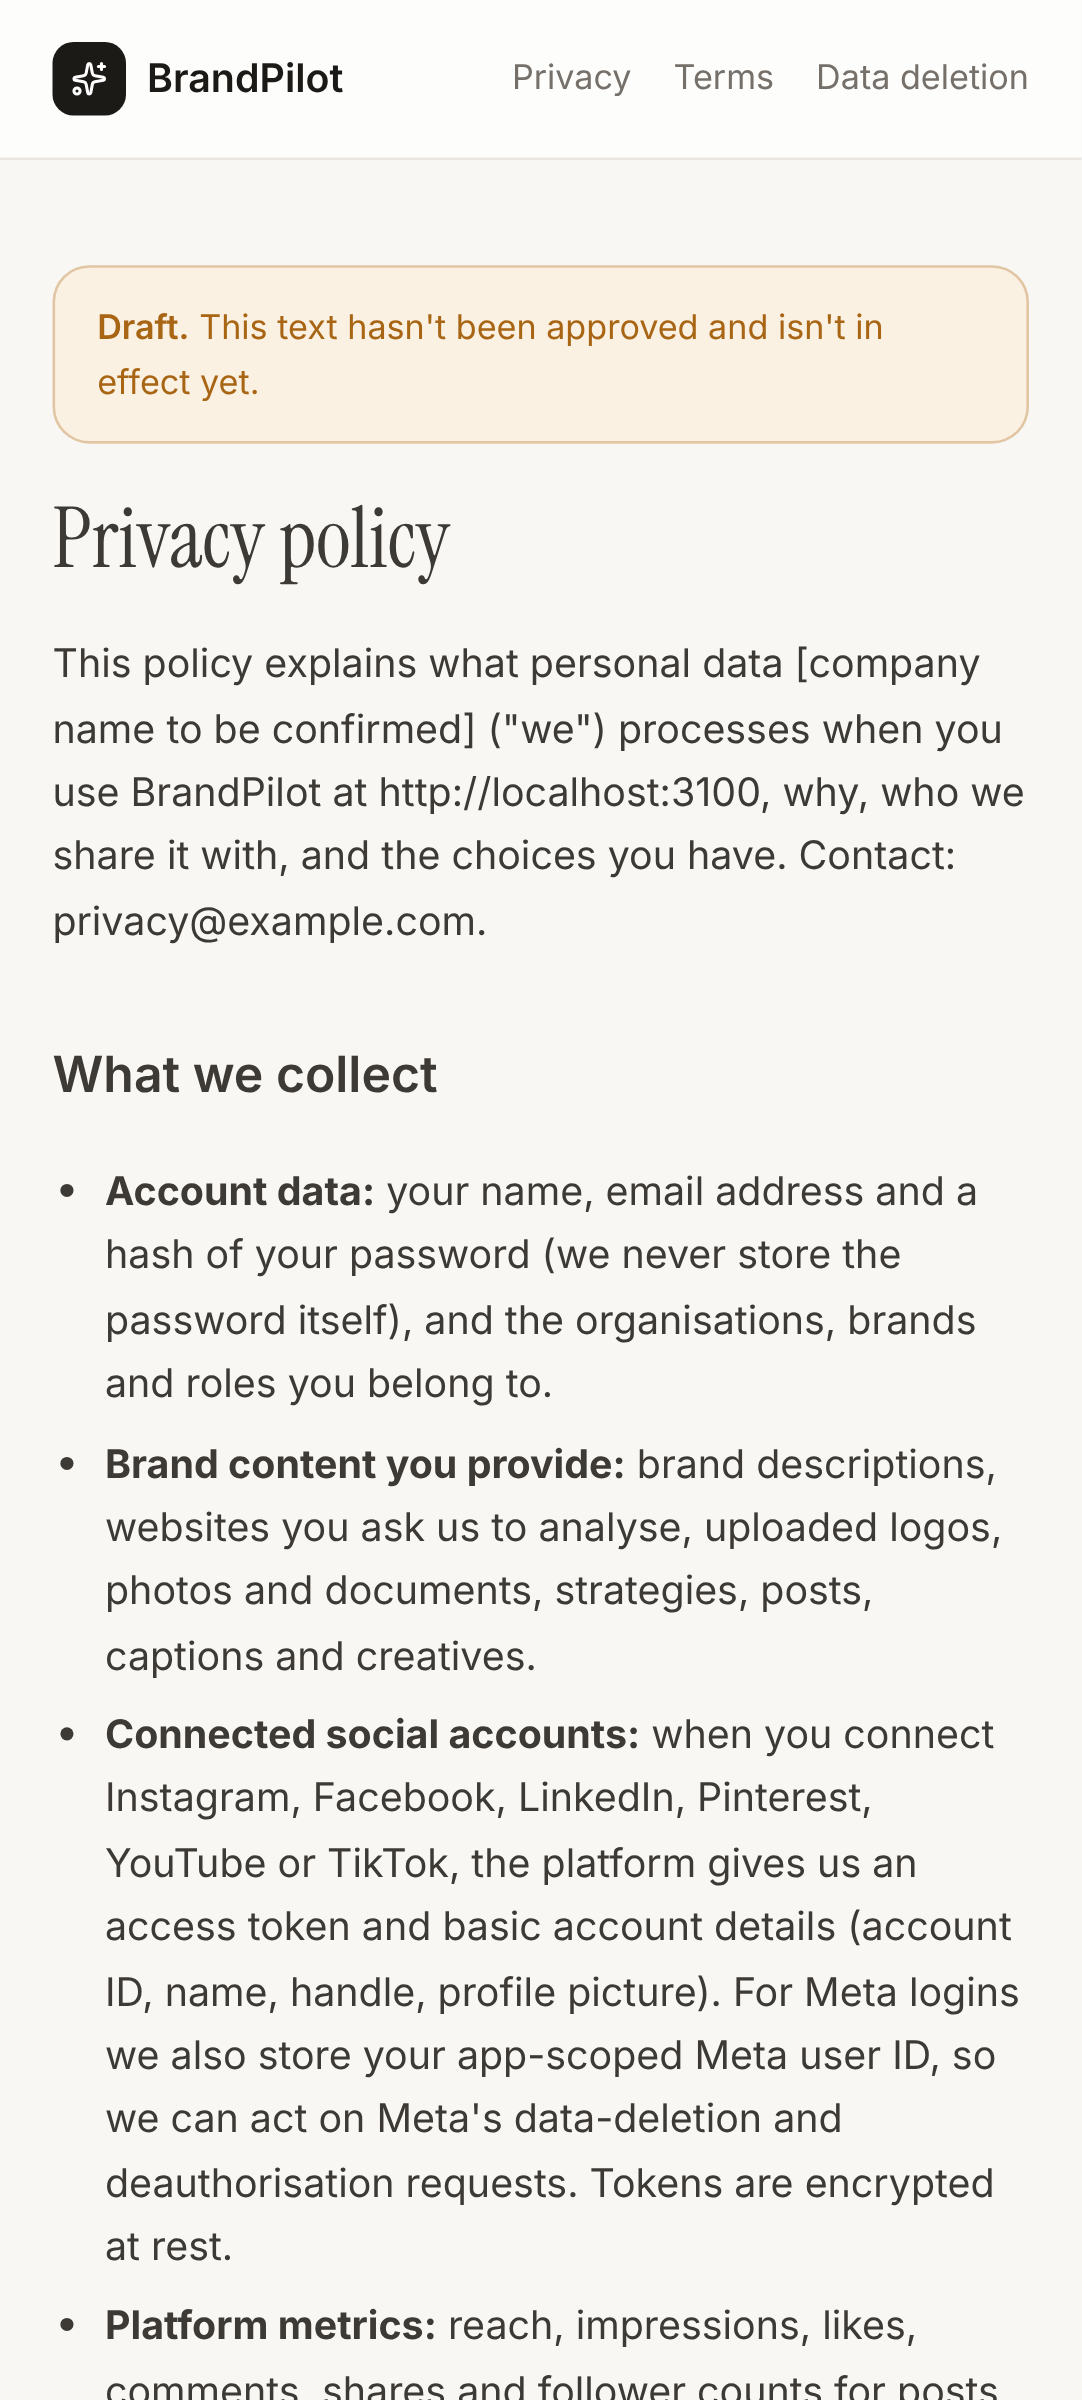 BrandPilot
Privacy Terms Data deletion
Draft. This text hasn't been approved and isn't in
effect yet.
Privacy policy
This policy explains what personal data [company
name to be confirmed] ("we") processes when you
use BrandPilot at http://localhost:3100, why, who we
share it with, and the choices you have. Contact:
privacy@example.com.
What we collect
• Account data: your name, email address and a
hash of your password (we never store the
password itself), and the organisations, brands
and roles you belong to.
• Brand content you provide: brand descriptions,
websites you ask us to analyse, uploaded logos,
photos and documents, strategies, posts,
captions and creatives.
• Connected social accounts: when you connect
Instagram, Facebook, LinkedIn, Pinterest,
YouTube or TikTok, the platform gives us an
access token and basic account details (account
ID, name, handle, profile picture). For Meta logins
we also store your app-scoped Meta user ID, so
we can act on Meta's data-deletion and
deauthorisation requests. Tokens are encrypted
at rest.
• Platform metrics: reach, impressions, likes,
comments, shares and follower counts for posts